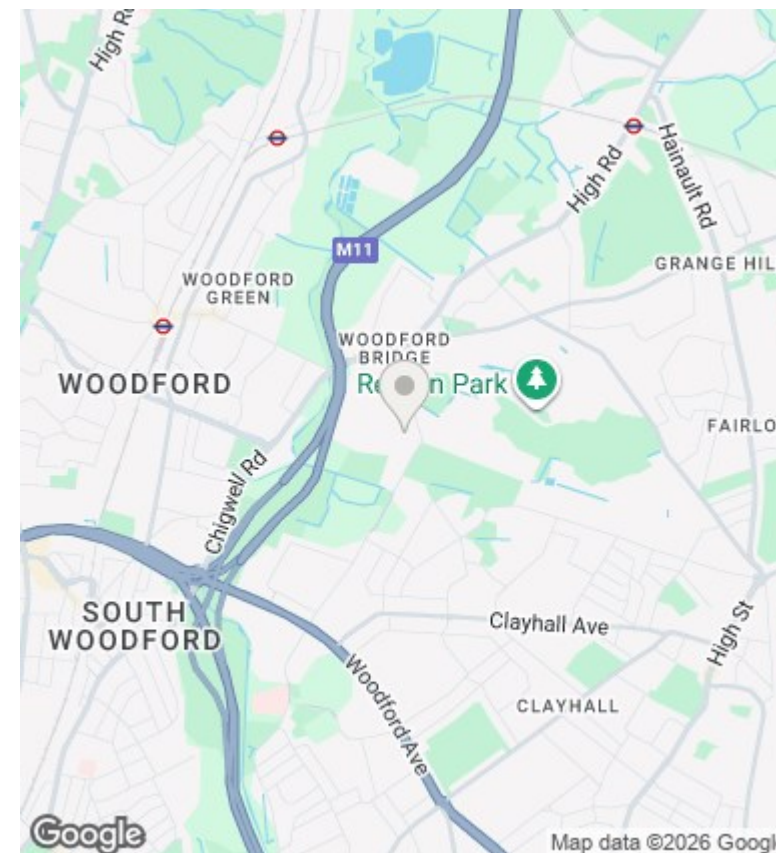 High Rd
High Rd
Hainault Rd
M11
GRANGE HIL
WOODFORD
GREEN
WOODFORD
BRIDGE
WOODFORD
Park
FAIRLO
Chigwell Rd
SOUTH
WOODFORD
Clayhall Ave
High St
Woodford Ave
CLAYHALL
Google
Map data ©2026 Googl